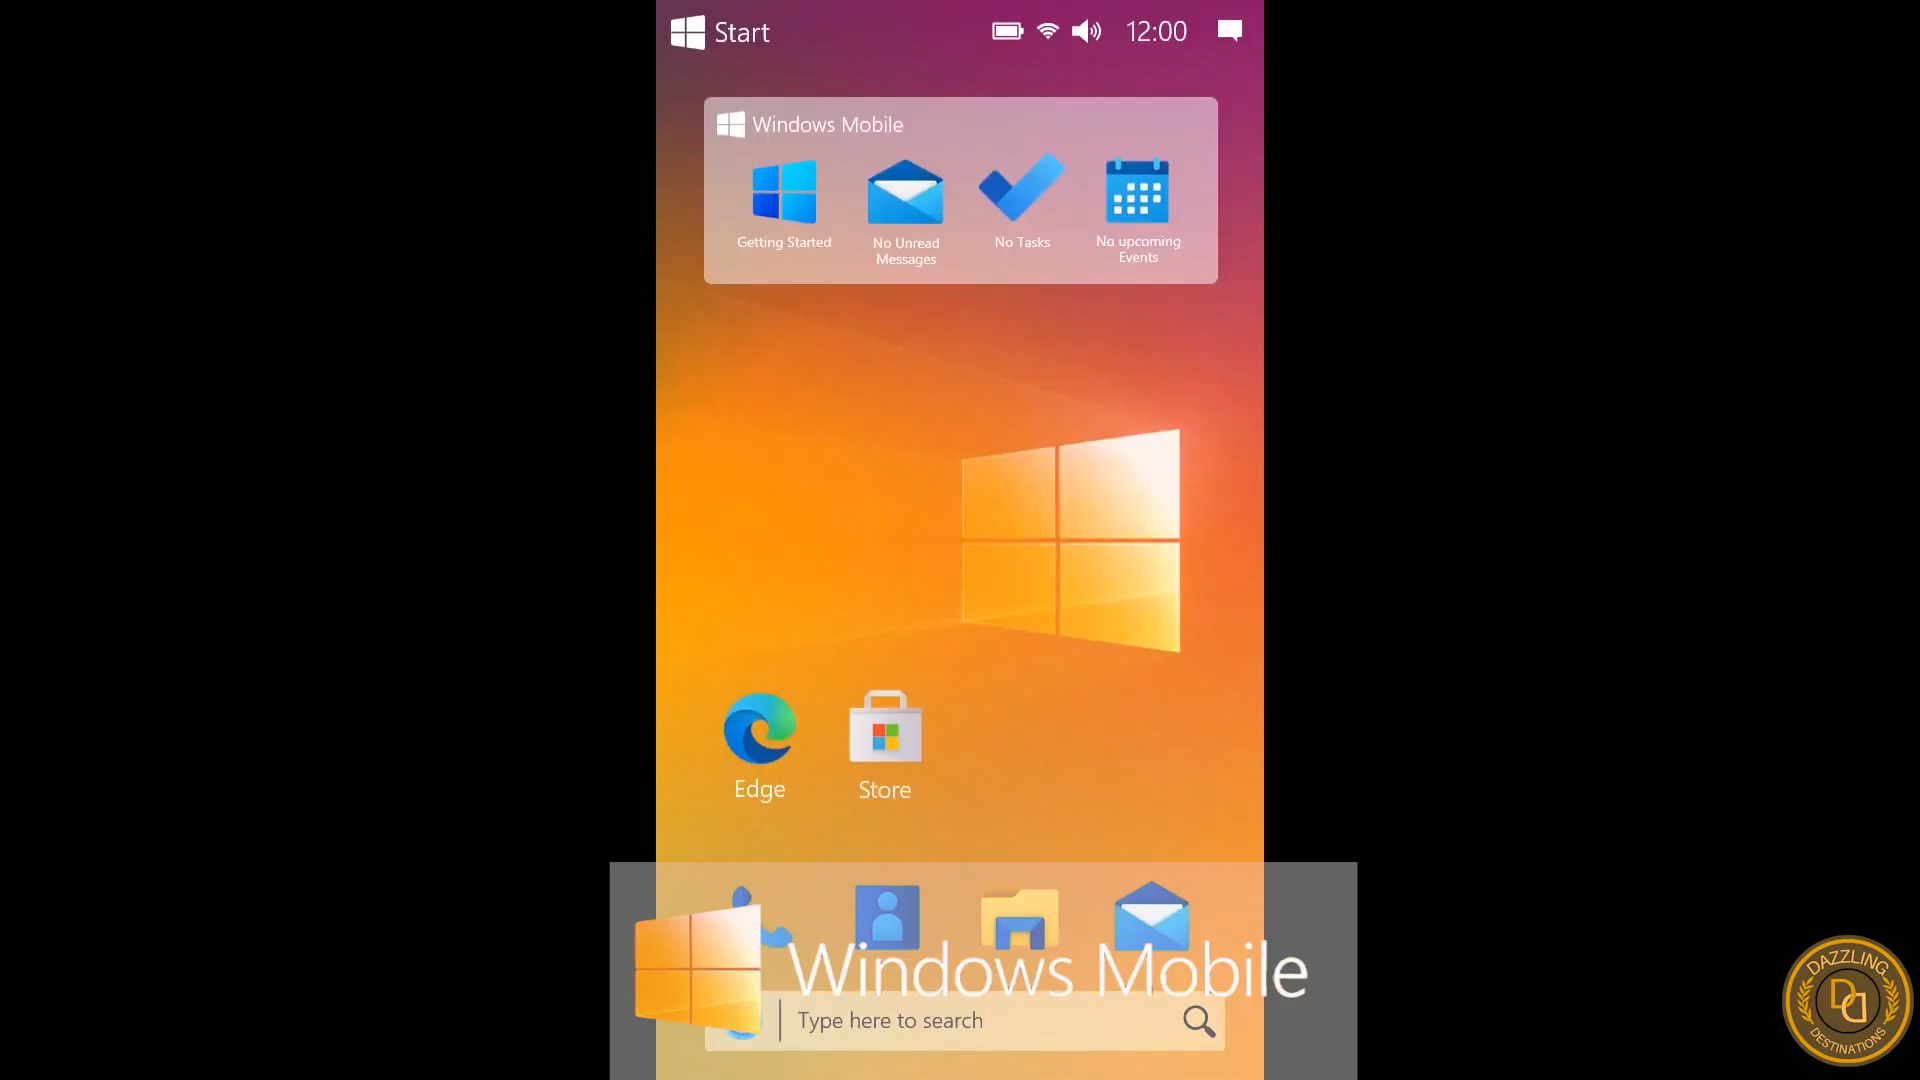 Start
12:00
Windows Mobile
Getting Started
No Unread
Messages
No Tasks
No upcoming
Events
Edge
Store
Windows Mobile
Type here to search
DAZZLING
DD
DESTINATIONS